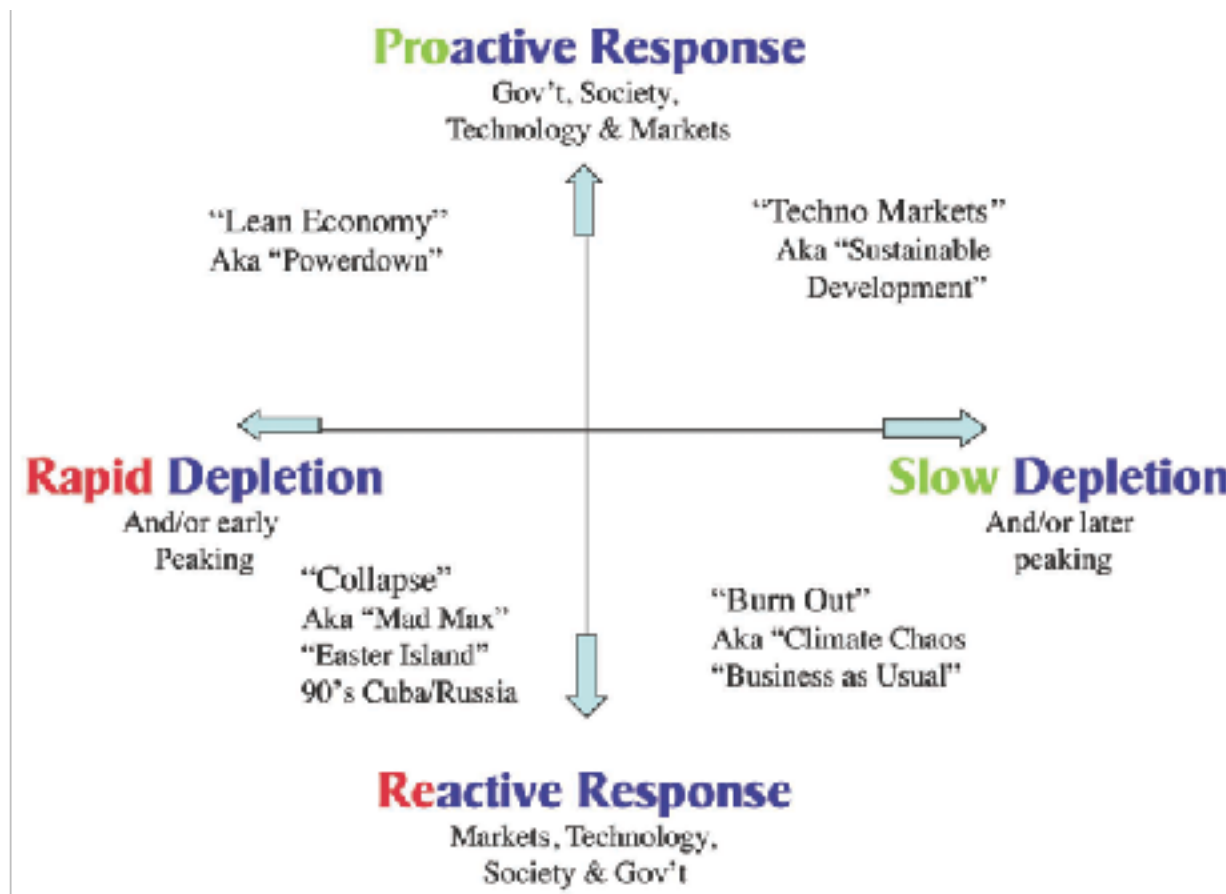 Proactive Response
Gov't, Society,
Technology & Markets
“Lean Economy”
Aka “Powerdown”
“Techno Markets”
Aka “Sustainable
Development”
Rapid Depletion
And/or early
Peaking
Slow Depletion
And/or later
peaking
“Collapse”
Aka “Mad Max”
“Easter Island”
90's Cuba/Russia
“Burn Out”
Aka “Climate Chaos
“Business as Usual”
Reactive Response
Markets, Technology,
Society & Gov't